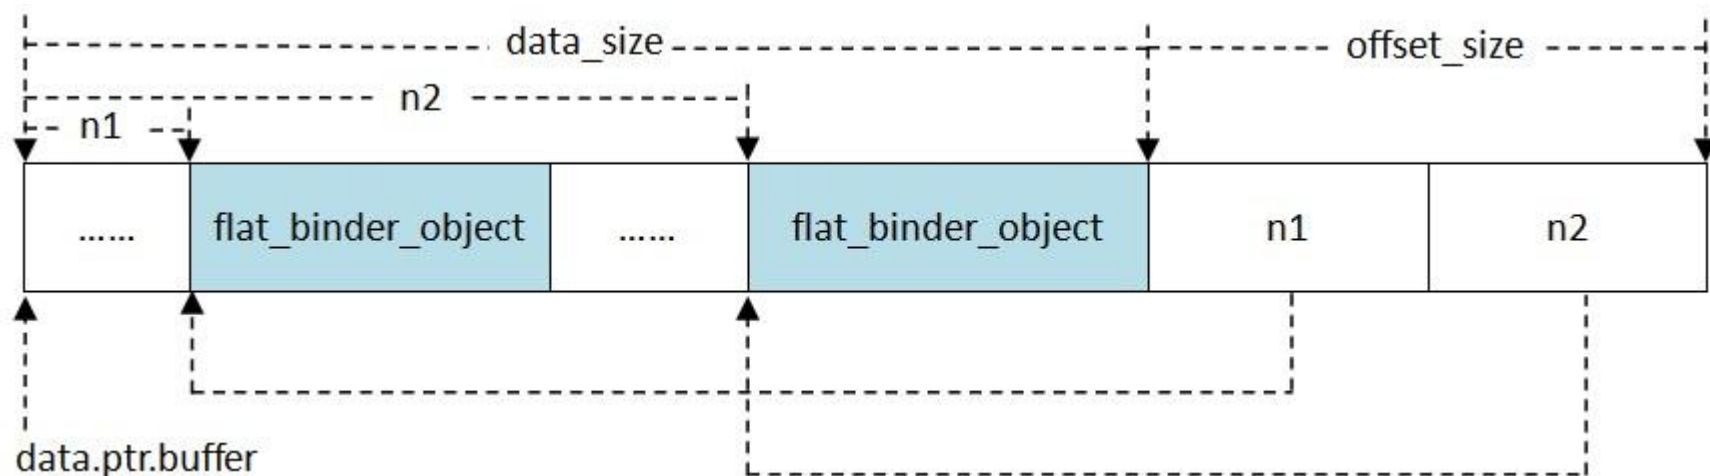 data_size
offset_size
n2
n1
...... flat_binder_object ...... flat_binder_object n1 n2
data.ptr.buffer